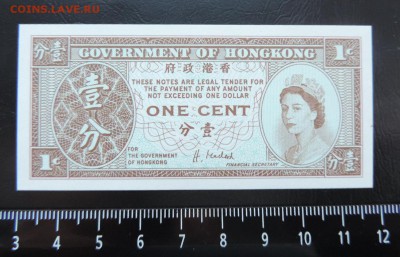 COINS.LAVE.RU
分壹
GOVERNMENT OF HONGKONG
1¢
府政港香
THESE NOTES ARE LEGAL TENDER FOR
THE PAYMENT OF ANY AMOUNT
NOT EXCEEDING ONE DOLLAR
壹分
ONE CENT
分壹
FOR
THE GOVERNMENT
OF HONGKONG
FINANCIAL SECRETARY
1¢
分壹
3 4 5 6 7 8 9 10 11 12